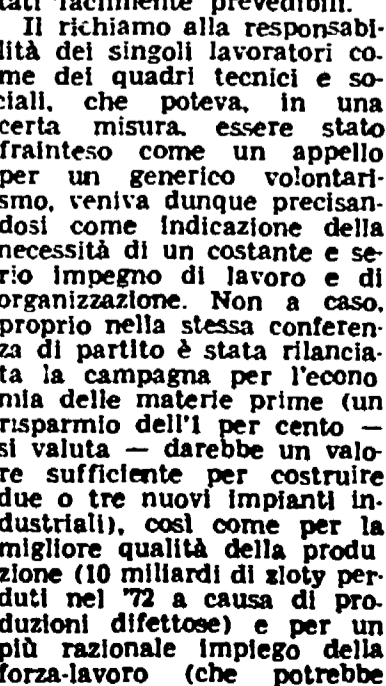 tati facilmente prevedibili.
Il richiamo alla responsabi-
lità dei singoli lavoratori co-
me dei quadri tecnici e so-
ciali, che poteva, in una
certa misura, essere stato
frainteso come un appello
per un generico volontari-
smo, veniva dunque precisan-
dosi come indicazione della
necessità di un costante e se-
rio impegno di lavoro e di
organizzazione. Non a caso,
proprio nella stessa conferen-
za di partito è stata rilancia-
ta la campagna per l'econo
mia delle materie prime (un
risparmio dell'1 per cento —
si valuta — darebbe un valo-
re sufficiente per costruire
due o tre nuovi impianti in-
dustriali), così come per la
migliore qualità della produ
zione (10 miliardi di zloty per-
duti nel '72 a causa di pro-
duzioni difettose) e per un
più razionale impiego della
forza-lavoro (che potrebbe